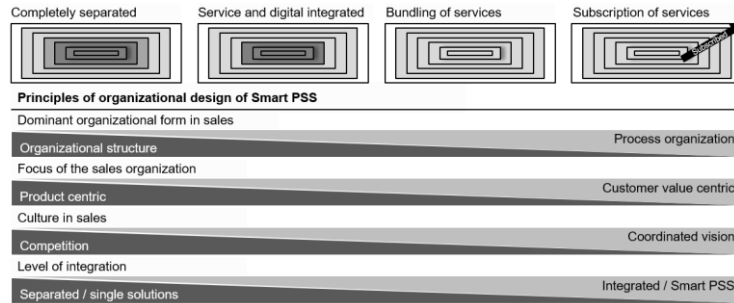 Completely separated
Service and digital integrated
Bundling of services
Subscription of services
Subscribed
Principles of organizational design of Smart PSS
Dominant organizational form in sales
Process organization
Organizational structure
Focus of the sales organization
Customer value centric
Product centric
Culture in sales
Coordinated vision
Competition
Level of integration
Integrated / Smart PSS
Separated / single solutions